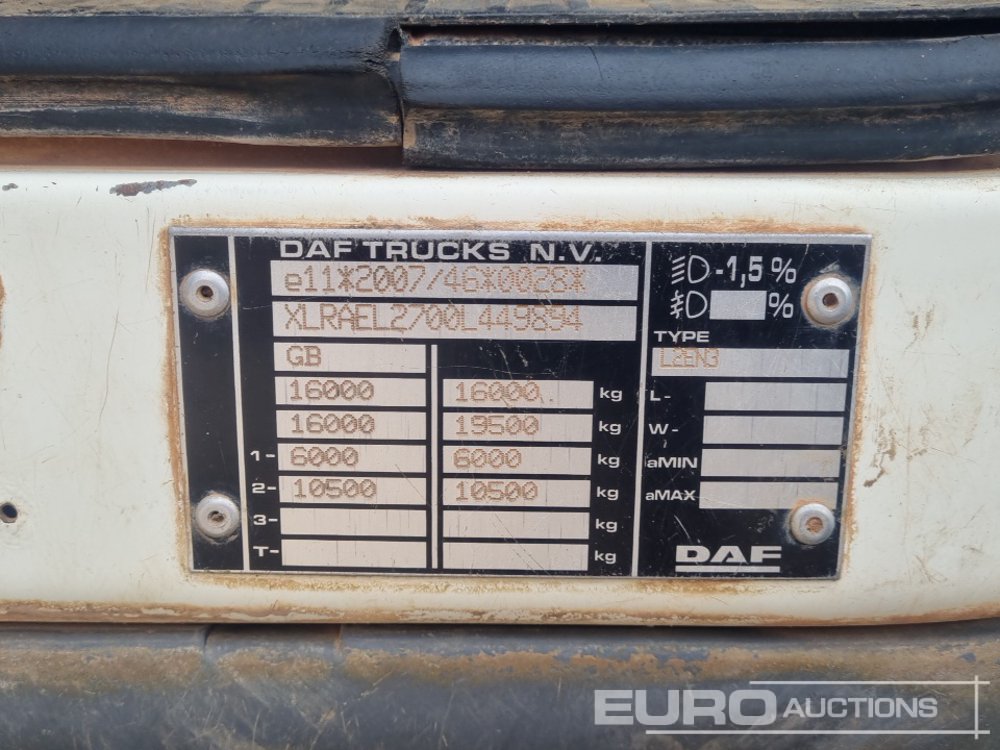 DAF TRUCKS N.V.
e11*2007/46*0028*
XLRAEL2700L449894
GB
16000 16000 kg
16000 19500 kg
1- 6000 6000 kg
2- 10500 10500 kg
3- kg
T- kg
-1,5%
%
TYPE
L2EN3
L-
W-
aMIN
aMAX
DAF
EURO AUCTIONS